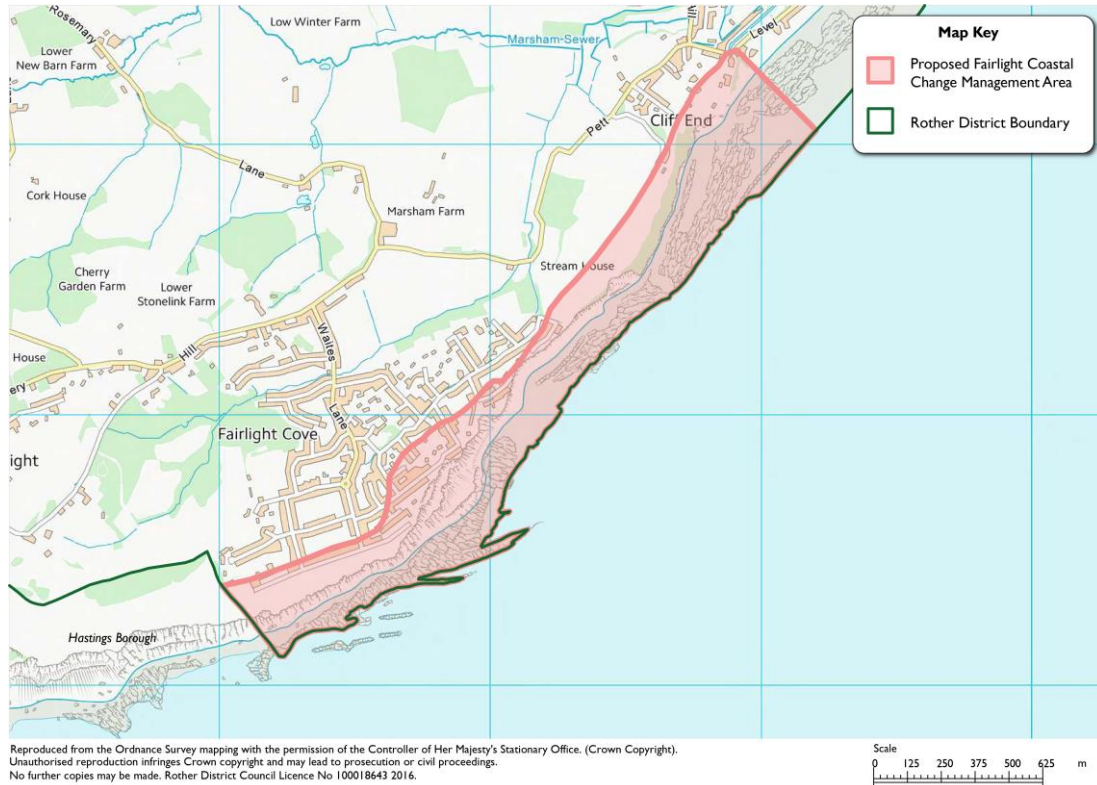 Rosemary
Low Winter Farm
Mill
Marsham-Sewer
Level
Lower
New Barn Farm
Cliff End
Pett
Lane
Cork House
Marsham Farm
Stream House
Cherry
Garden Farm
Lower
Stonelink Farm
Waites
Lane
House
Hill
ery
Fairlight Cove
ight
Hastings Borough
Map Key
Proposed Fairlight Coastal
Change Management Area
Rother District Boundary
Reproduced from the Ordnance Survey mapping with the permission of the Controller of Her Majesty's Stationary Office. (Crown Copyright).
Unauthorised reproduction infringes Crown copyright and may lead to prosecution or civil proceedings.
No further copies may be made. Rother District Council Licence No 100018643 2016.
Scale
0 125 250 375 500 625 m